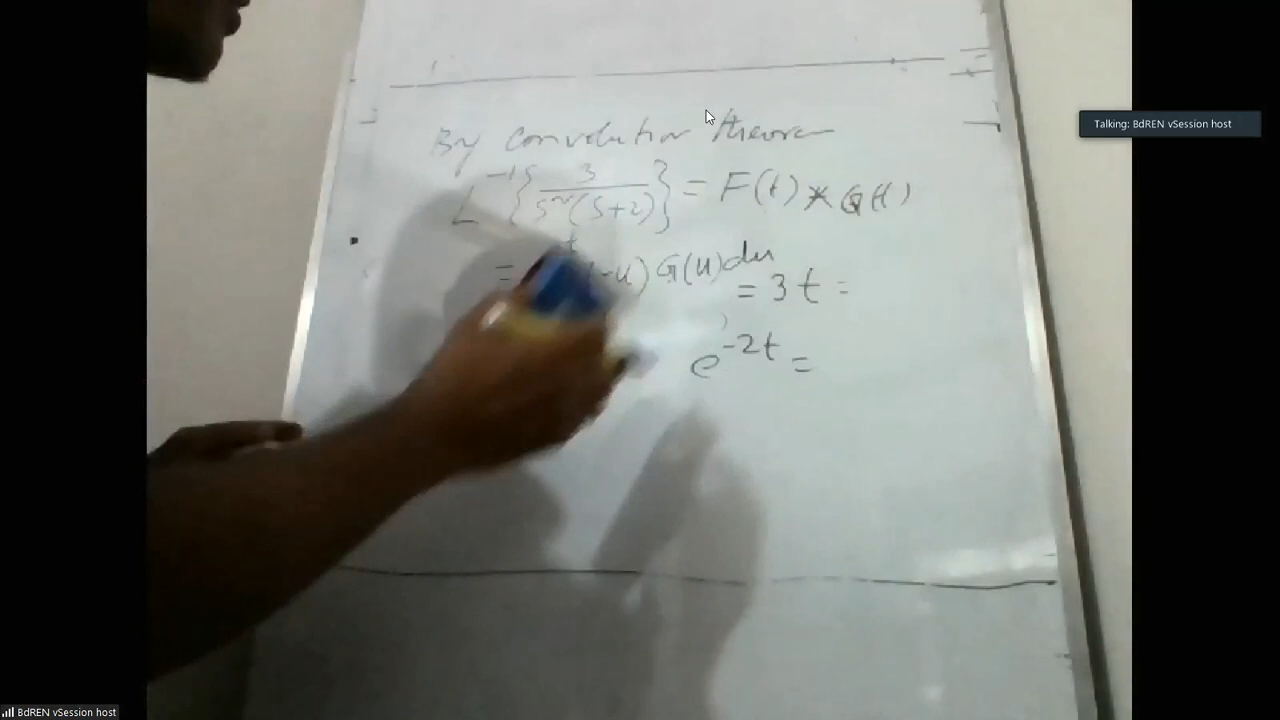 By convolution theorem
L⁻¹{3/s²(s+2)} = F(t) * G(t)
= -u) G(u) du
= 3t =
e⁻²ᵗ =
Talking: BdREN vSession host
BdREN vSession host